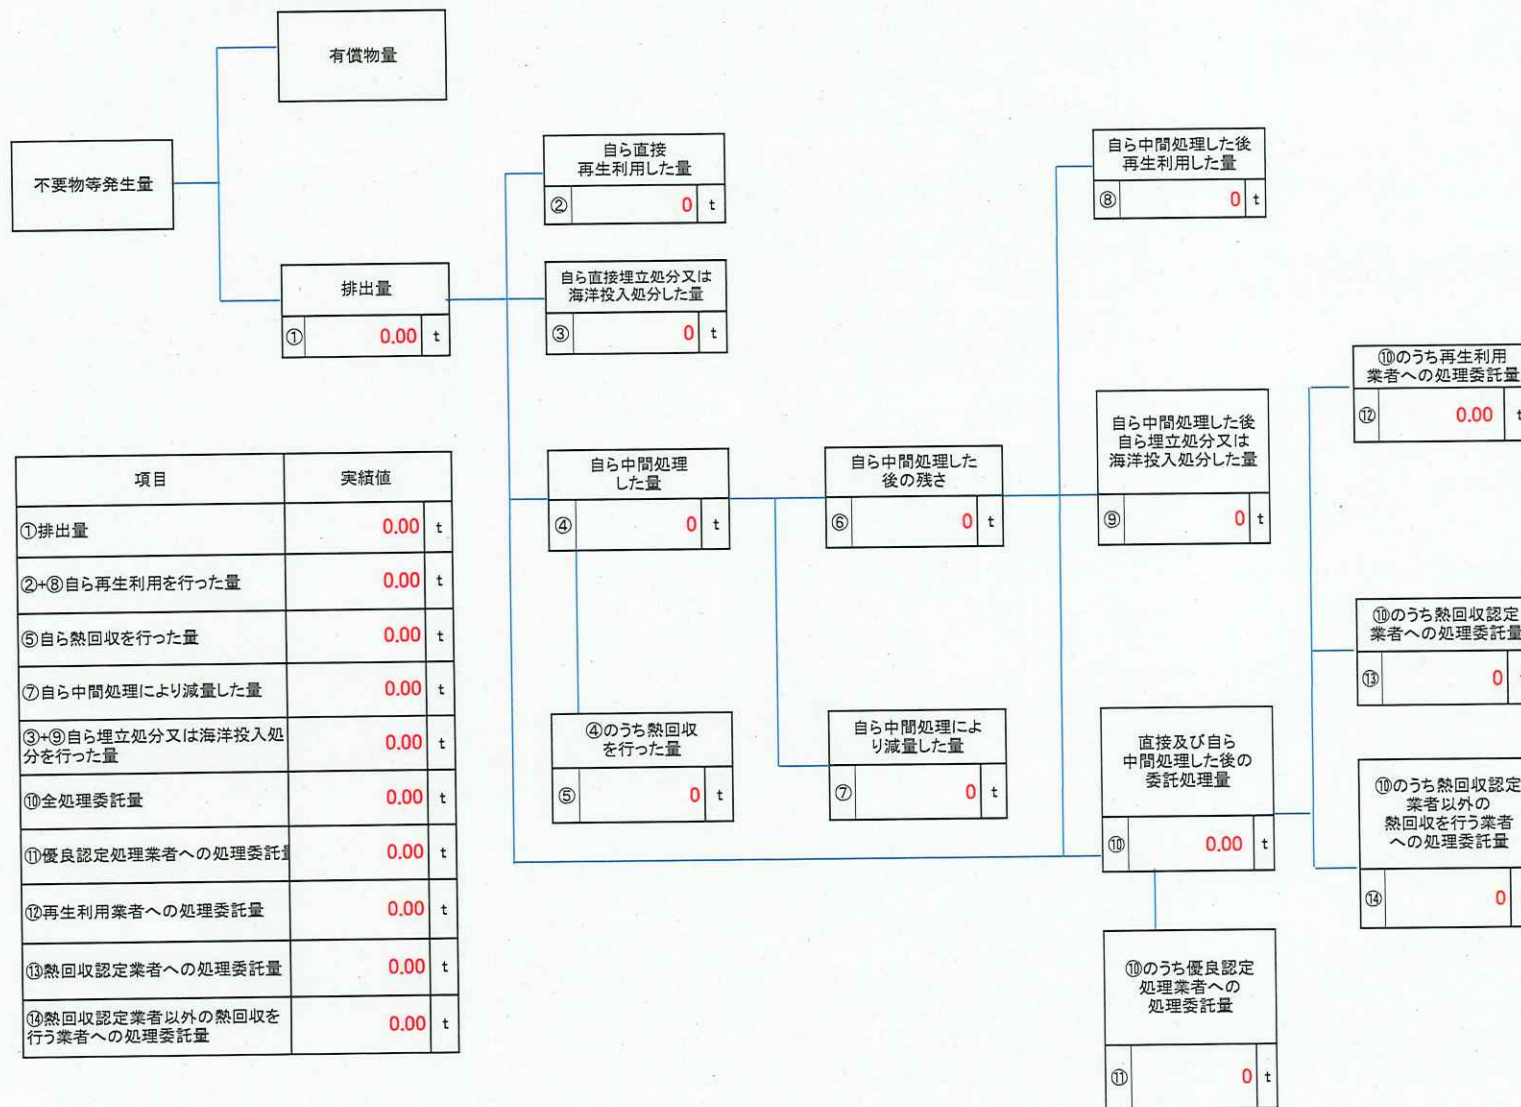 有償物量
不要物等発生量
排出量
① 0.00 t
自ら直接
再生利用した量
② 0 t
自ら直接埋立処分又は
海洋投入処分した量
③ 0 t
自ら中間処理
した量
④ 0 t
④のうち熱回収
を行った量
⑤ 0 t
自ら中間処理した
後の残さ
⑥ 0 t
自ら中間処理によ
り減量した量
⑦ 0 t
自ら中間処理した後
再生利用した量
⑧ 0 t
自ら中間処理した後
自ら埋立処分又は
海洋投入処分した量
⑨ 0 t
直接及び自ら
中間処理した後の
委託処理量
⑩ 0.00 t
⑩のうち優良認定
処理業者への
処理委託量
⑪ 0 t
⑩のうち再生利用
業者への処理委託量
⑫ 0.00 t
⑩のうち熱回収認定
業者への処理委託量
⑬ 0
⑩のうち熱回収認定
業者以外の
熱回収を行う業者
への処理委託量
⑭ 0
項目 実績値
①排出量 0.00 t
②+⑧自ら再生利用を行った量 0.00 t
⑤自ら熱回収を行った量 0.00 t
⑦自ら中間処理により減量した量 0.00 t
③+⑨自ら埋立処分又は海洋投入処
分を行った量 0.00 t
⑩全処理委託量 0.00 t
⑪優良認定処理業者への処理委託 0.00 t
⑫再生利用業者への処理委託量 0.00 t
⑬熱回収認定業者への処理委託量 0.00 t
⑭熱回収認定業者以外の熱回収を
行う業者への処理委託量 0.00 t